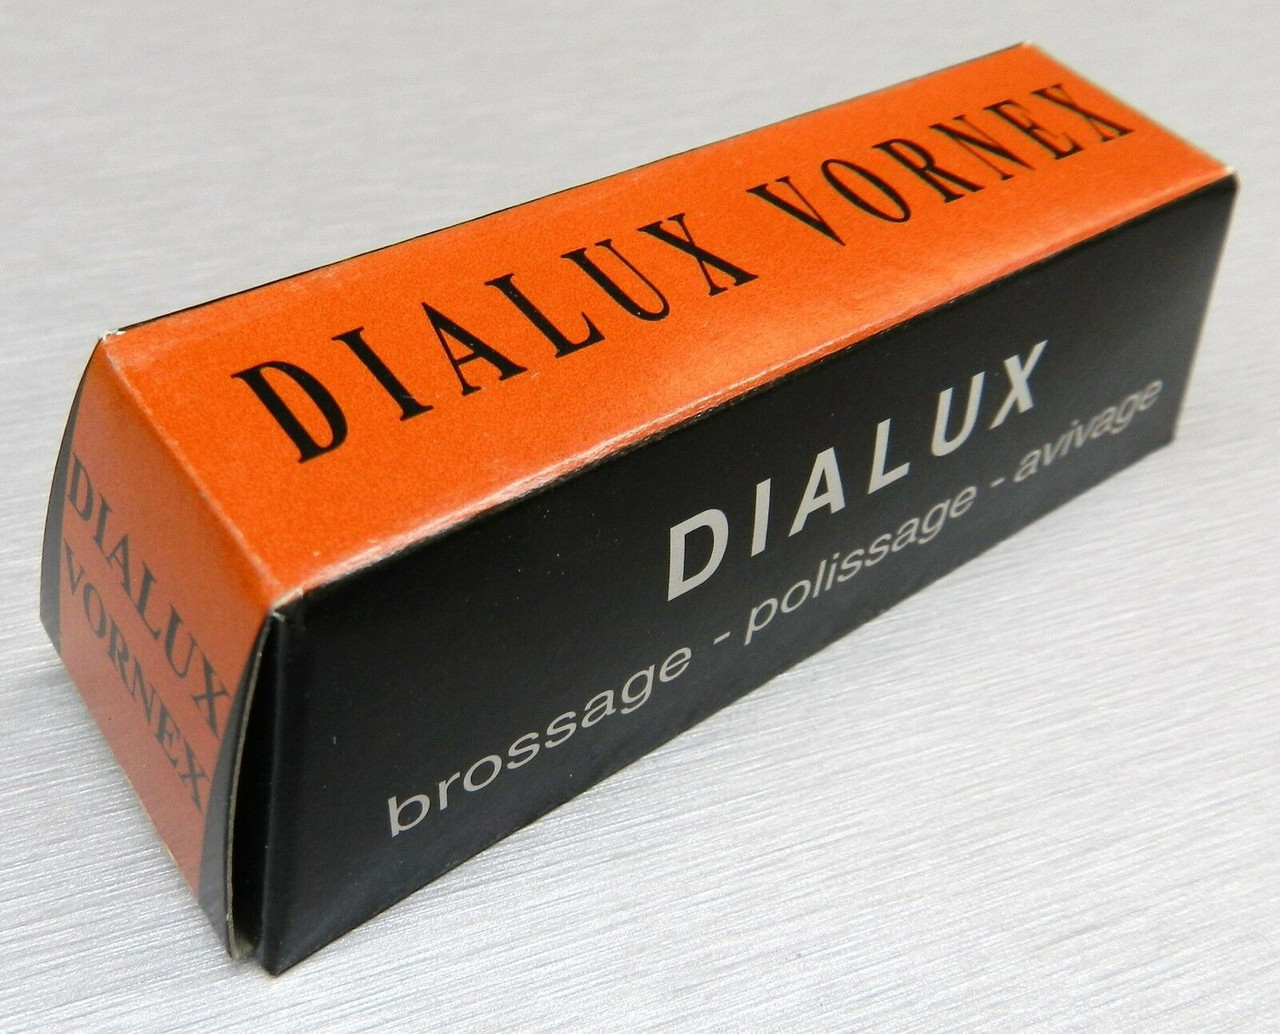 DIALUX VORNEX
DIALUX
brossage - polissage - avivage
DIALUX
VORNEX